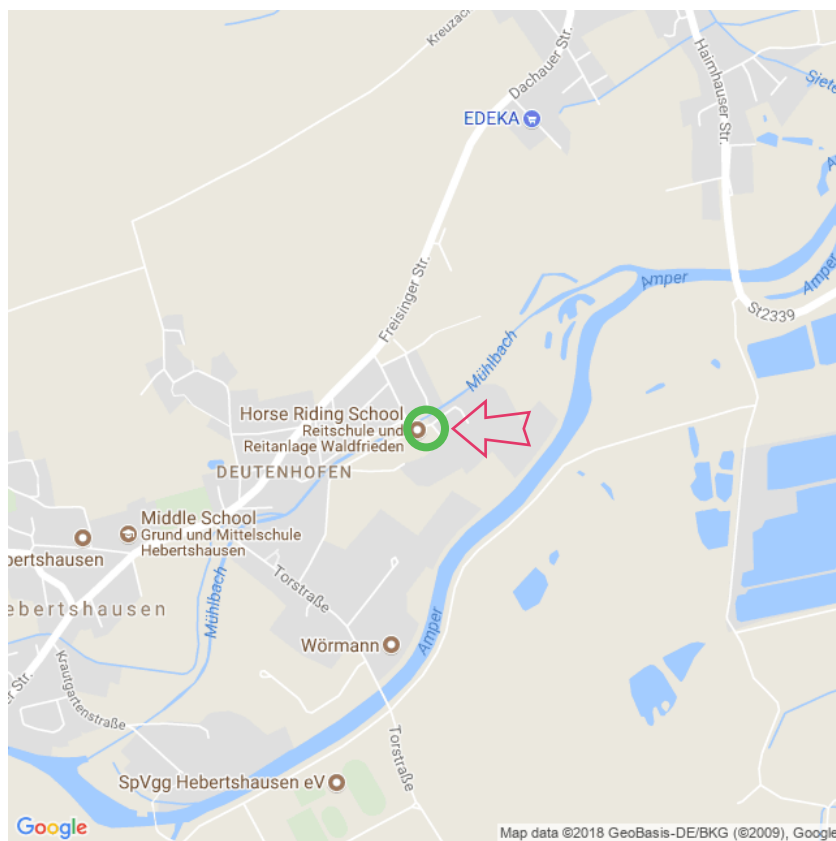 Kreuzac
Dachauer Str.
Haimhauser Str.
EDEKA
Amper
Amper
St2339
Freisinger Str.
Mühlbach
Horse Riding School
Reitschule und
Reitanlage Waldfrieden
DEUTENHOFEN
Middle School
Grund und Mittelschule
Hebertshausen
bertshausen
ebertshausen
Mühlbach
Torstraße
Amper
Wörmann
Krautgartenstraße
er Str.
Torstraße
SpVgg Hebertshausen eV
Google
Map data ©2018 GeoBasis-DE/BKG (©2009), Google